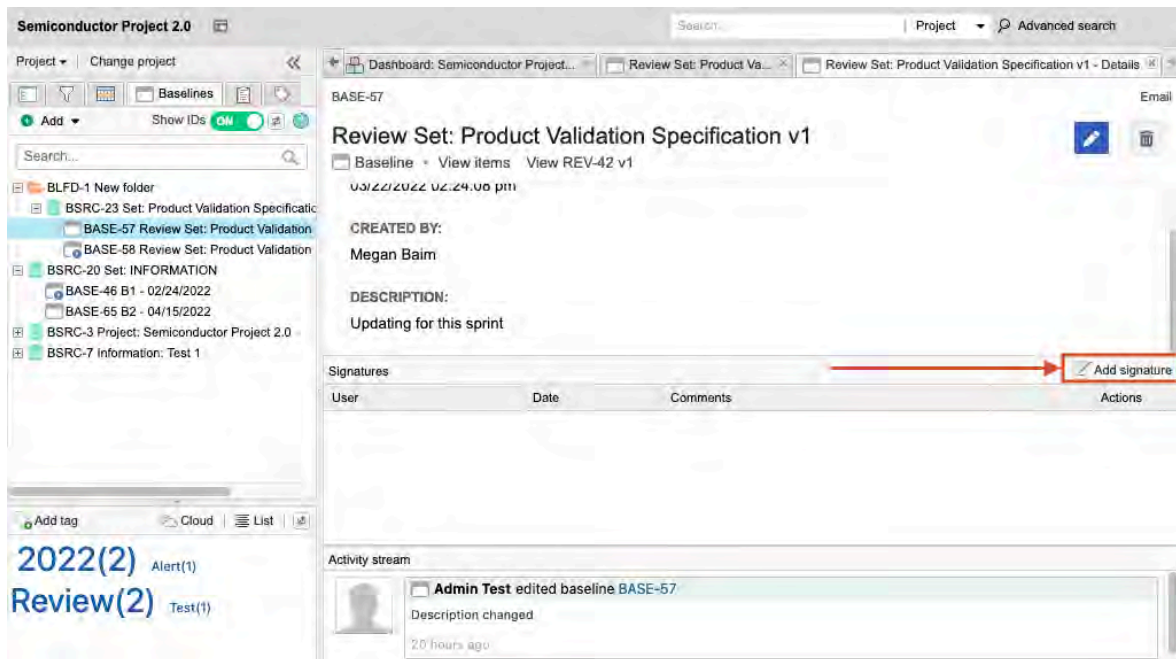 Semiconductor Project 2.0
Search...
Project
Advanced search
Project
Change project
Dashboard: Semiconductor Project...
Review Set: Product Va...
Review Set: Product Validation Specification v1 - Details
Baselines
Add
Show IDs ON
Search...
BLFD-1 New folder
BSRC-23 Set: Product Validation Specificatic
BASE-57 Review Set: Product Validation
BASE-58 Review Set: Product Validation
BSRC-20 Set: INFORMATION
BASE-46 B1 - 02/24/2022
BASE-65 B2 - 04/15/2022
BSRC-3 Project: Semiconductor Project 2.0
BSRC-7 Information: Test 1
Add tag
Cloud
List
2022(2) Alert(1)
Review(2) Test(1)
BASE-57
Email
Review Set: Product Validation Specification v1
Baseline • View items View REV-42 v1
03/22/2022 02:24:08 pm
CREATED BY:
Megan Baim
DESCRIPTION:
Updating for this sprint
Signatures
Add signature
User Date Comments Actions
Activity stream
Admin Test edited baseline BASE-57
Description changed
20 hours ago